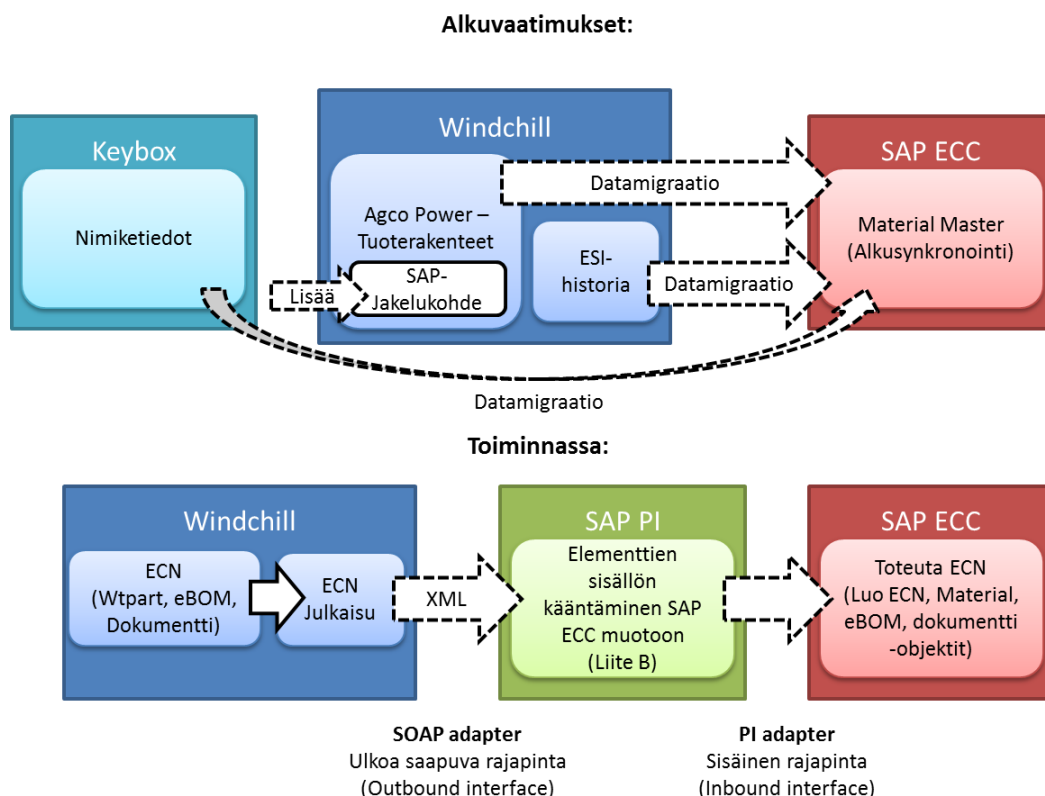 Alkuvaatimukset:
Keybox
Nimiketiedot
Windchill
Agco Power –
Tuoterakenteet
Lisää
SAP-
Jakelukohde
ESI-
historia
Datamigraatio
Datamigraatio
SAP ECC
Material Master
(Alkusynkronointi)
Datamigraatio
Toiminnassa:
Windchill
ECN
(Wtpart, eBOM,
Dokumentti)
ECN
Julkaisu
XML
SAP PI
Elementtien
sisällön
kääntäminen SAP
ECC muotoon
(Liite B)
SAP ECC
Toteuta ECN
(Luo ECN, Material,
eBOM, dokumentti
-objektit)
SOAP adapter
Ulkoa saapuva rajapinta
(Outbound interface)
PI adapter
Sisäinen rajapinta
(Inbound interface)